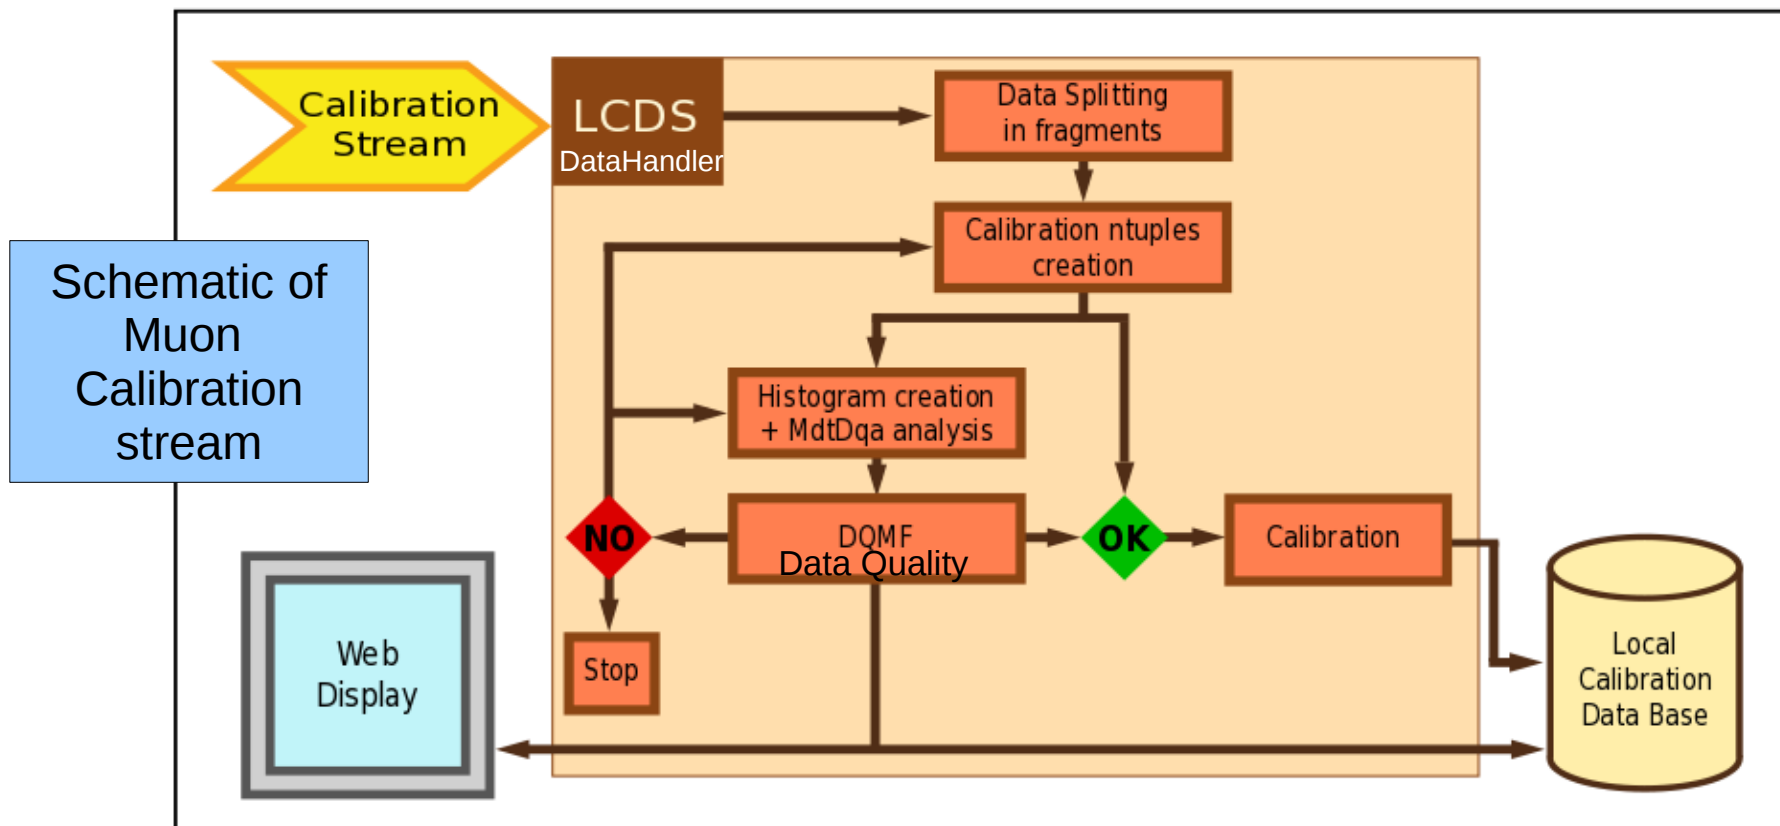 Calibration
Stream
LCDS
DataHandler
Data Splitting
in fragments
Calibration ntuples
creation
Schematic of
Muon
Calibration
stream
Histogram creation
+ MdtDqa analysis
NO
DQMF
Data Quality
OK
Calibration
Stop
Web
Display
Local
Calibration
Data Base